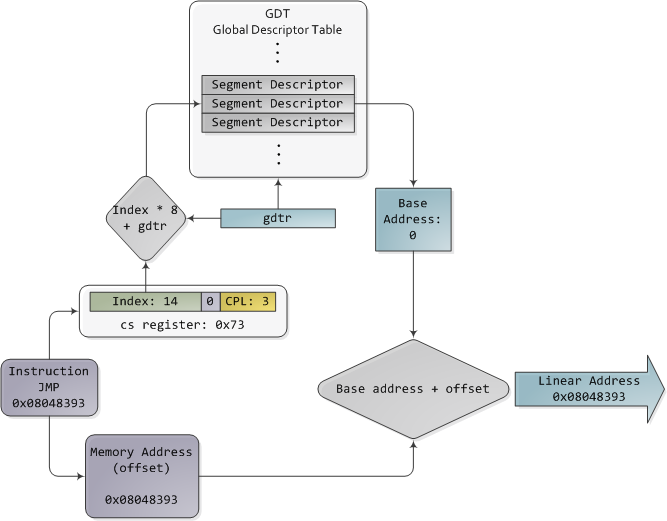 GDT
Global Descriptor Table
Segment Descriptor
Segment Descriptor
Segment Descriptor
Index * 8
+ gdtr
gdtr
Base
Address:
0
Index: 14 0 CPL: 3
cs register: 0x73
Instruction
JMP
0x08048393
Base address + offset
Linear Address
0x08048393
Memory Address
(offset)
0x08048393